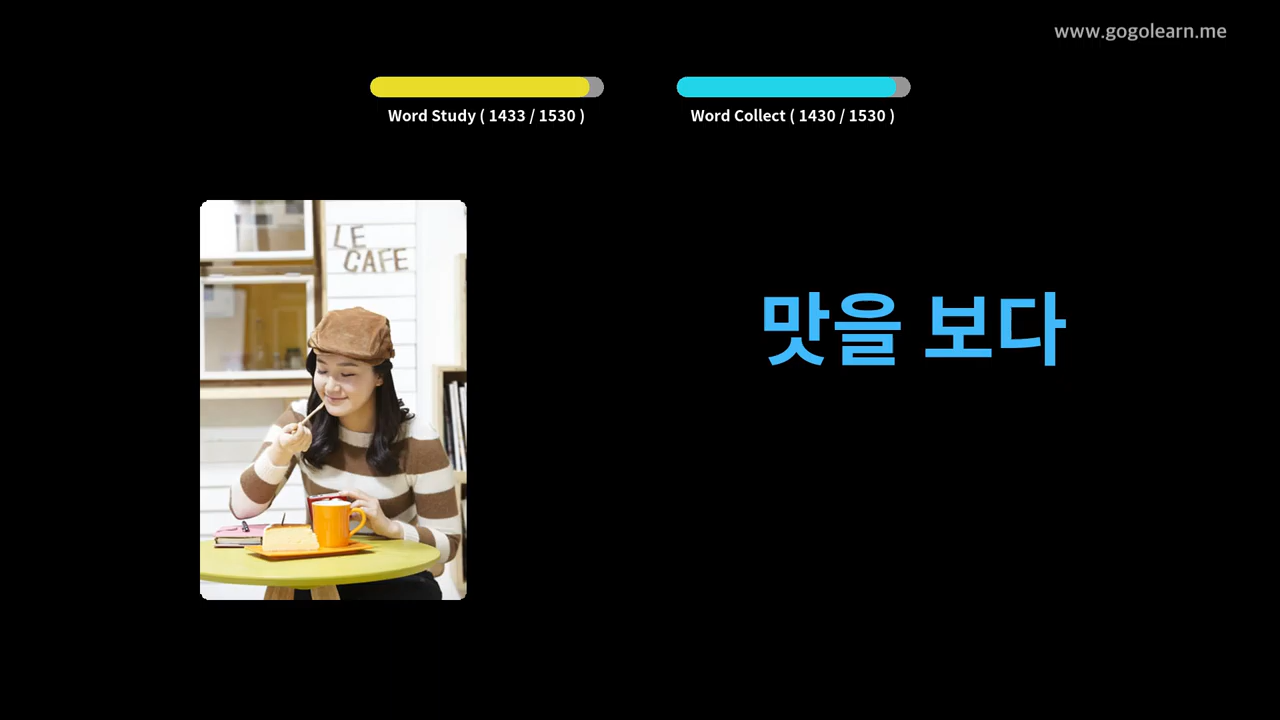 www.gogolearn.me
Word Study ( 1433 / 1530 )
Word Collect ( 1430 / 1530 )
LE
CAFE
맛을 보다